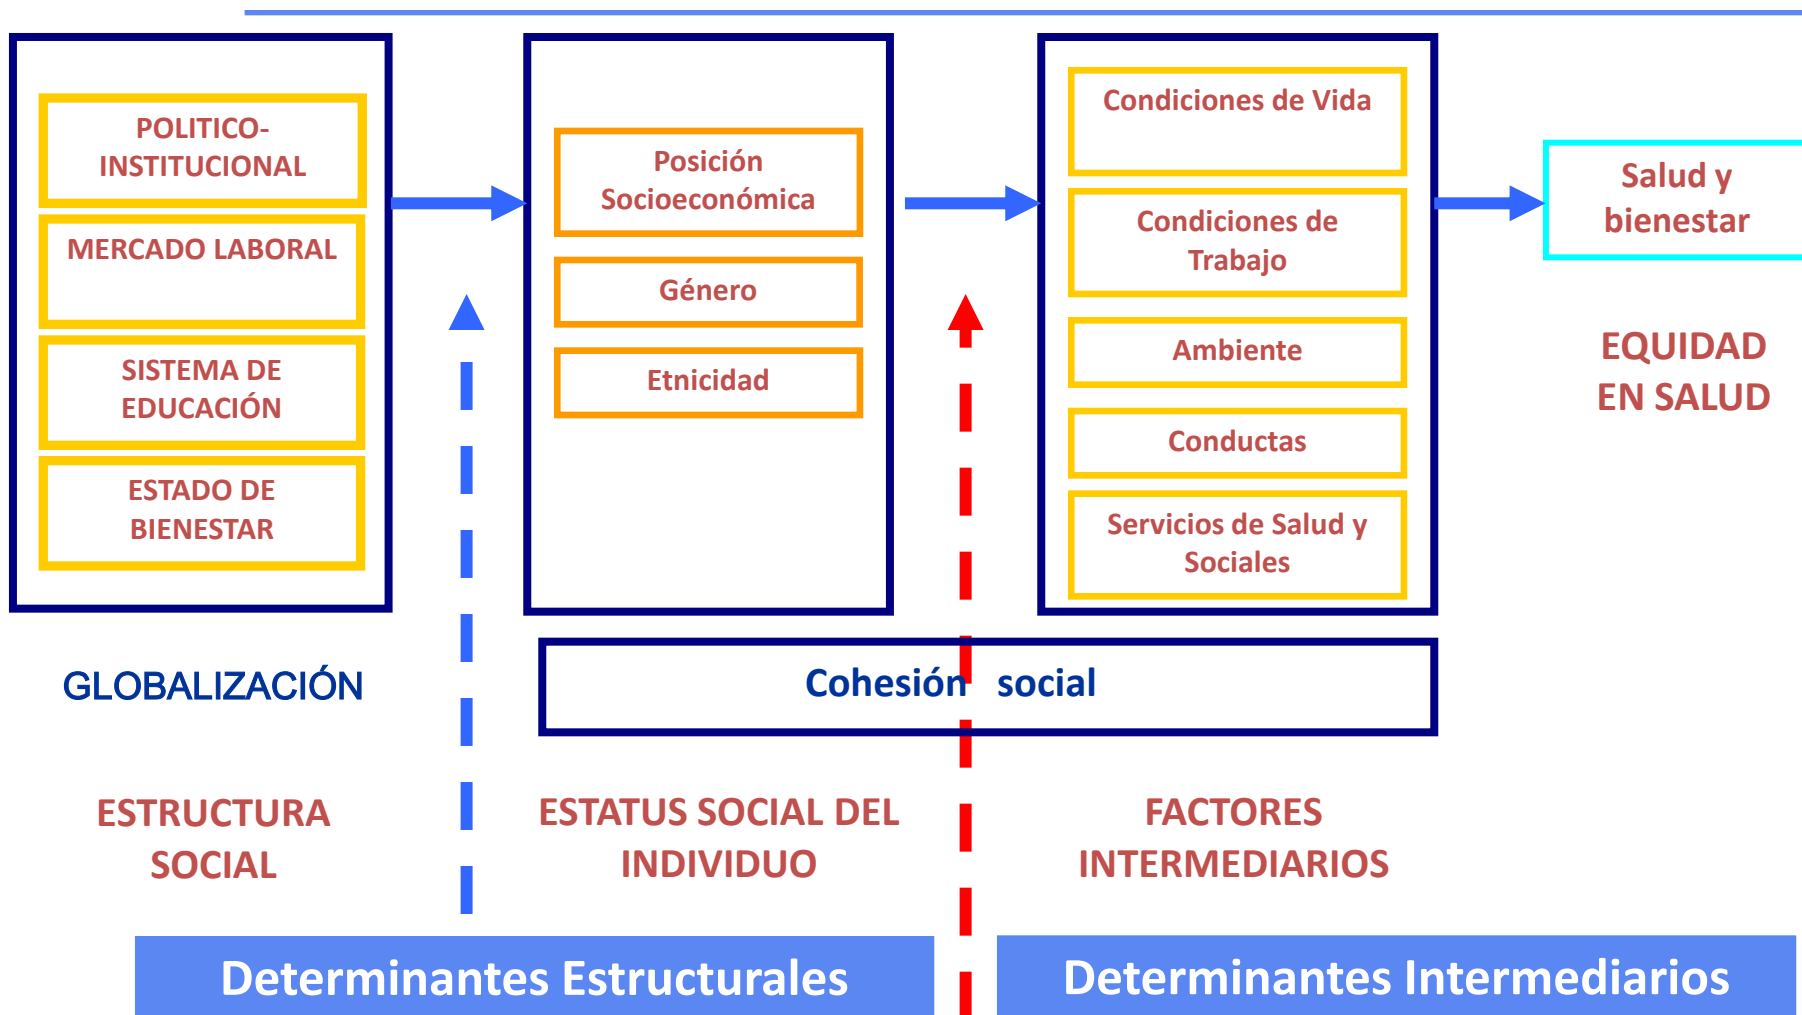 POLITICO-
INSTITUCIONAL
MERCADO LABORAL
SISTEMA DE
EDUCACIÓN
ESTADO DE
BIENESTAR
GLOBALIZACIÓN
ESTRUCTURA
SOCIAL
Posición
Socioeconómica
Género
Etnicidad
Cohesión social
ESTATUS SOCIAL DEL
INDIVIDUO
Condiciones de Vida
Condiciones de
Trabajo
Ambiente
Conductas
Servicios de Salud y
Sociales
FACTORES
INTERMEDIARIOS
Salud y
bienestar
EQUIDAD
EN SALUD
Determinantes Estructurales
Determinantes Intermediarios